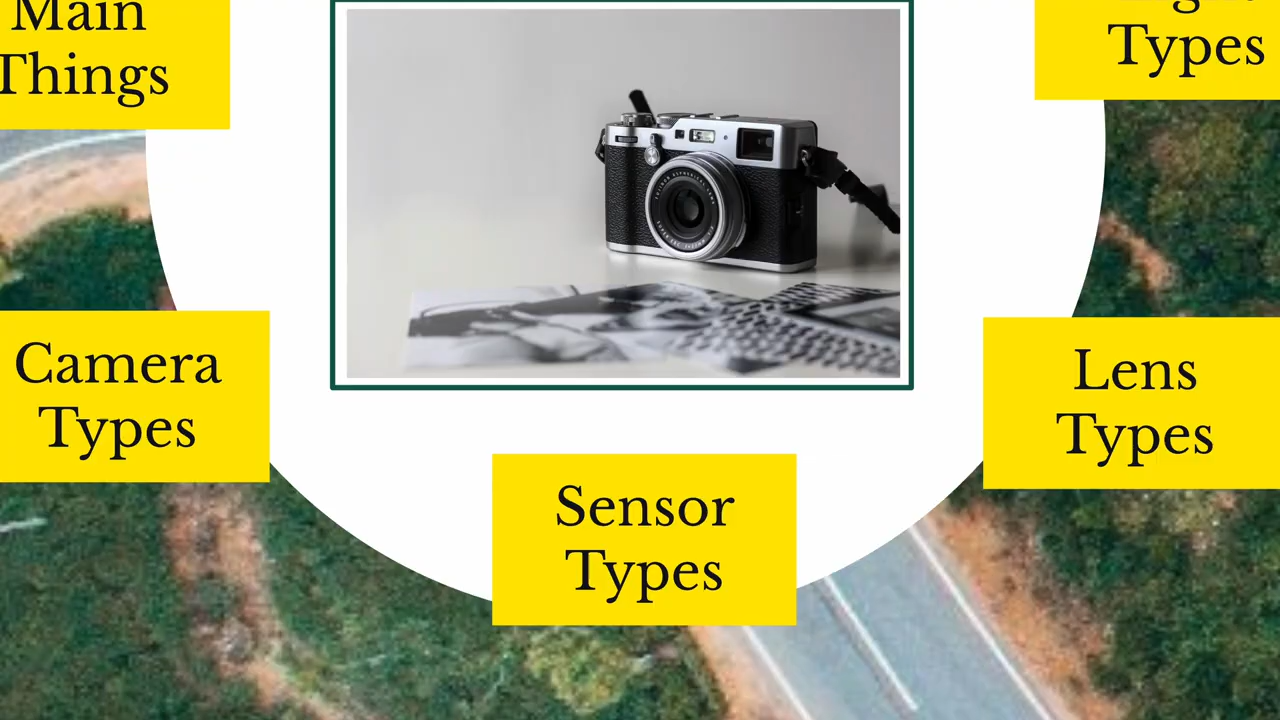 Main
Things
Types
Camera
Types
Lens
Types
Sensor
Types